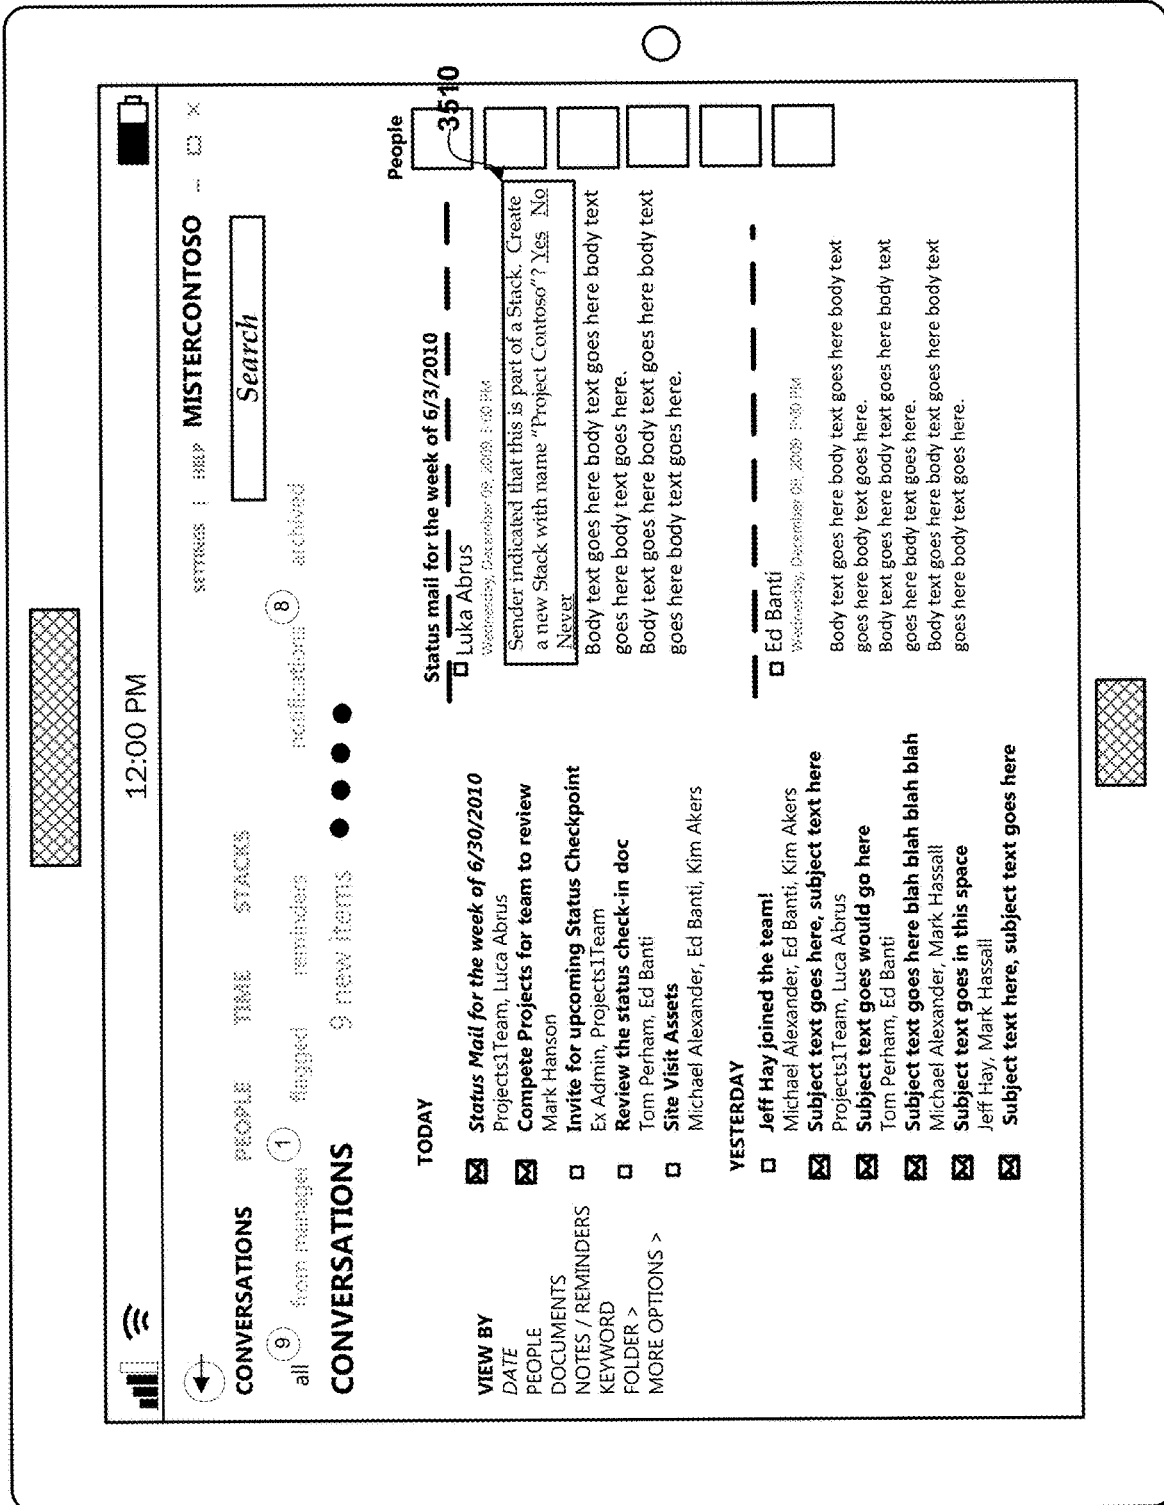 12:00 PM
SETTINGS | HELP MISTERCONTOSO
CONVERSATIONS PEOPLE TIME STACKS
Search
all 9 from manager 1 flagged reminders notifications 8 archived
CONVERSATIONS 9 new items
VIEW BY
DATE
PEOPLE
DOCUMENTS
NOTES / REMINDERS
KEYWORD
FOLDER >
MORE OPTIONS >
TODAY
Status Mail for the week of 6/30/2010
Projects1Team, Luca Abrus
Compete Projects for team to review
Mark Hanson
Invite for upcoming Status Checkpoint
Ex Admin, Projects1Team
Review the status check-in doc
Tom Perham, Ed Banti
Site Visit Assets
Michael Alexander, Ed Banti, Kim Akers
YESTERDAY
Jeff Hay joined the team!
Michael Alexander, Ed Banti, Kim Akers
Subject text goes here, subject text here
Projects1Team, Luca Abrus
Subject text goes would go here
Tom Perham, Ed Banti
Subject text goes here blah blah blah blah
Michael Alexander, Mark Hassall
Subject text goes in this space
Jeff Hay, Mark Hassall
Subject text here, subject text goes here
Status mail for the week of 6/3/2010
Luka Abrus
Wednesday, December 09, 2009, 1:00 PM
Sender indicated that this is part of a Stack. Create
a new Stack with name "Project Contoso"? Yes No
Never
Body text goes here body text goes here body text
goes here body text goes here.
Body text goes here body text goes here body text
goes here body text goes here.
Ed Banti
Wednesday, December 09, 2009
Body text goes here body text goes here body text
goes here body text goes here.
Body text goes here body text goes here body text
goes here body text goes here.
Body text goes here body text goes here body text
goes here body text goes here.
People
3510